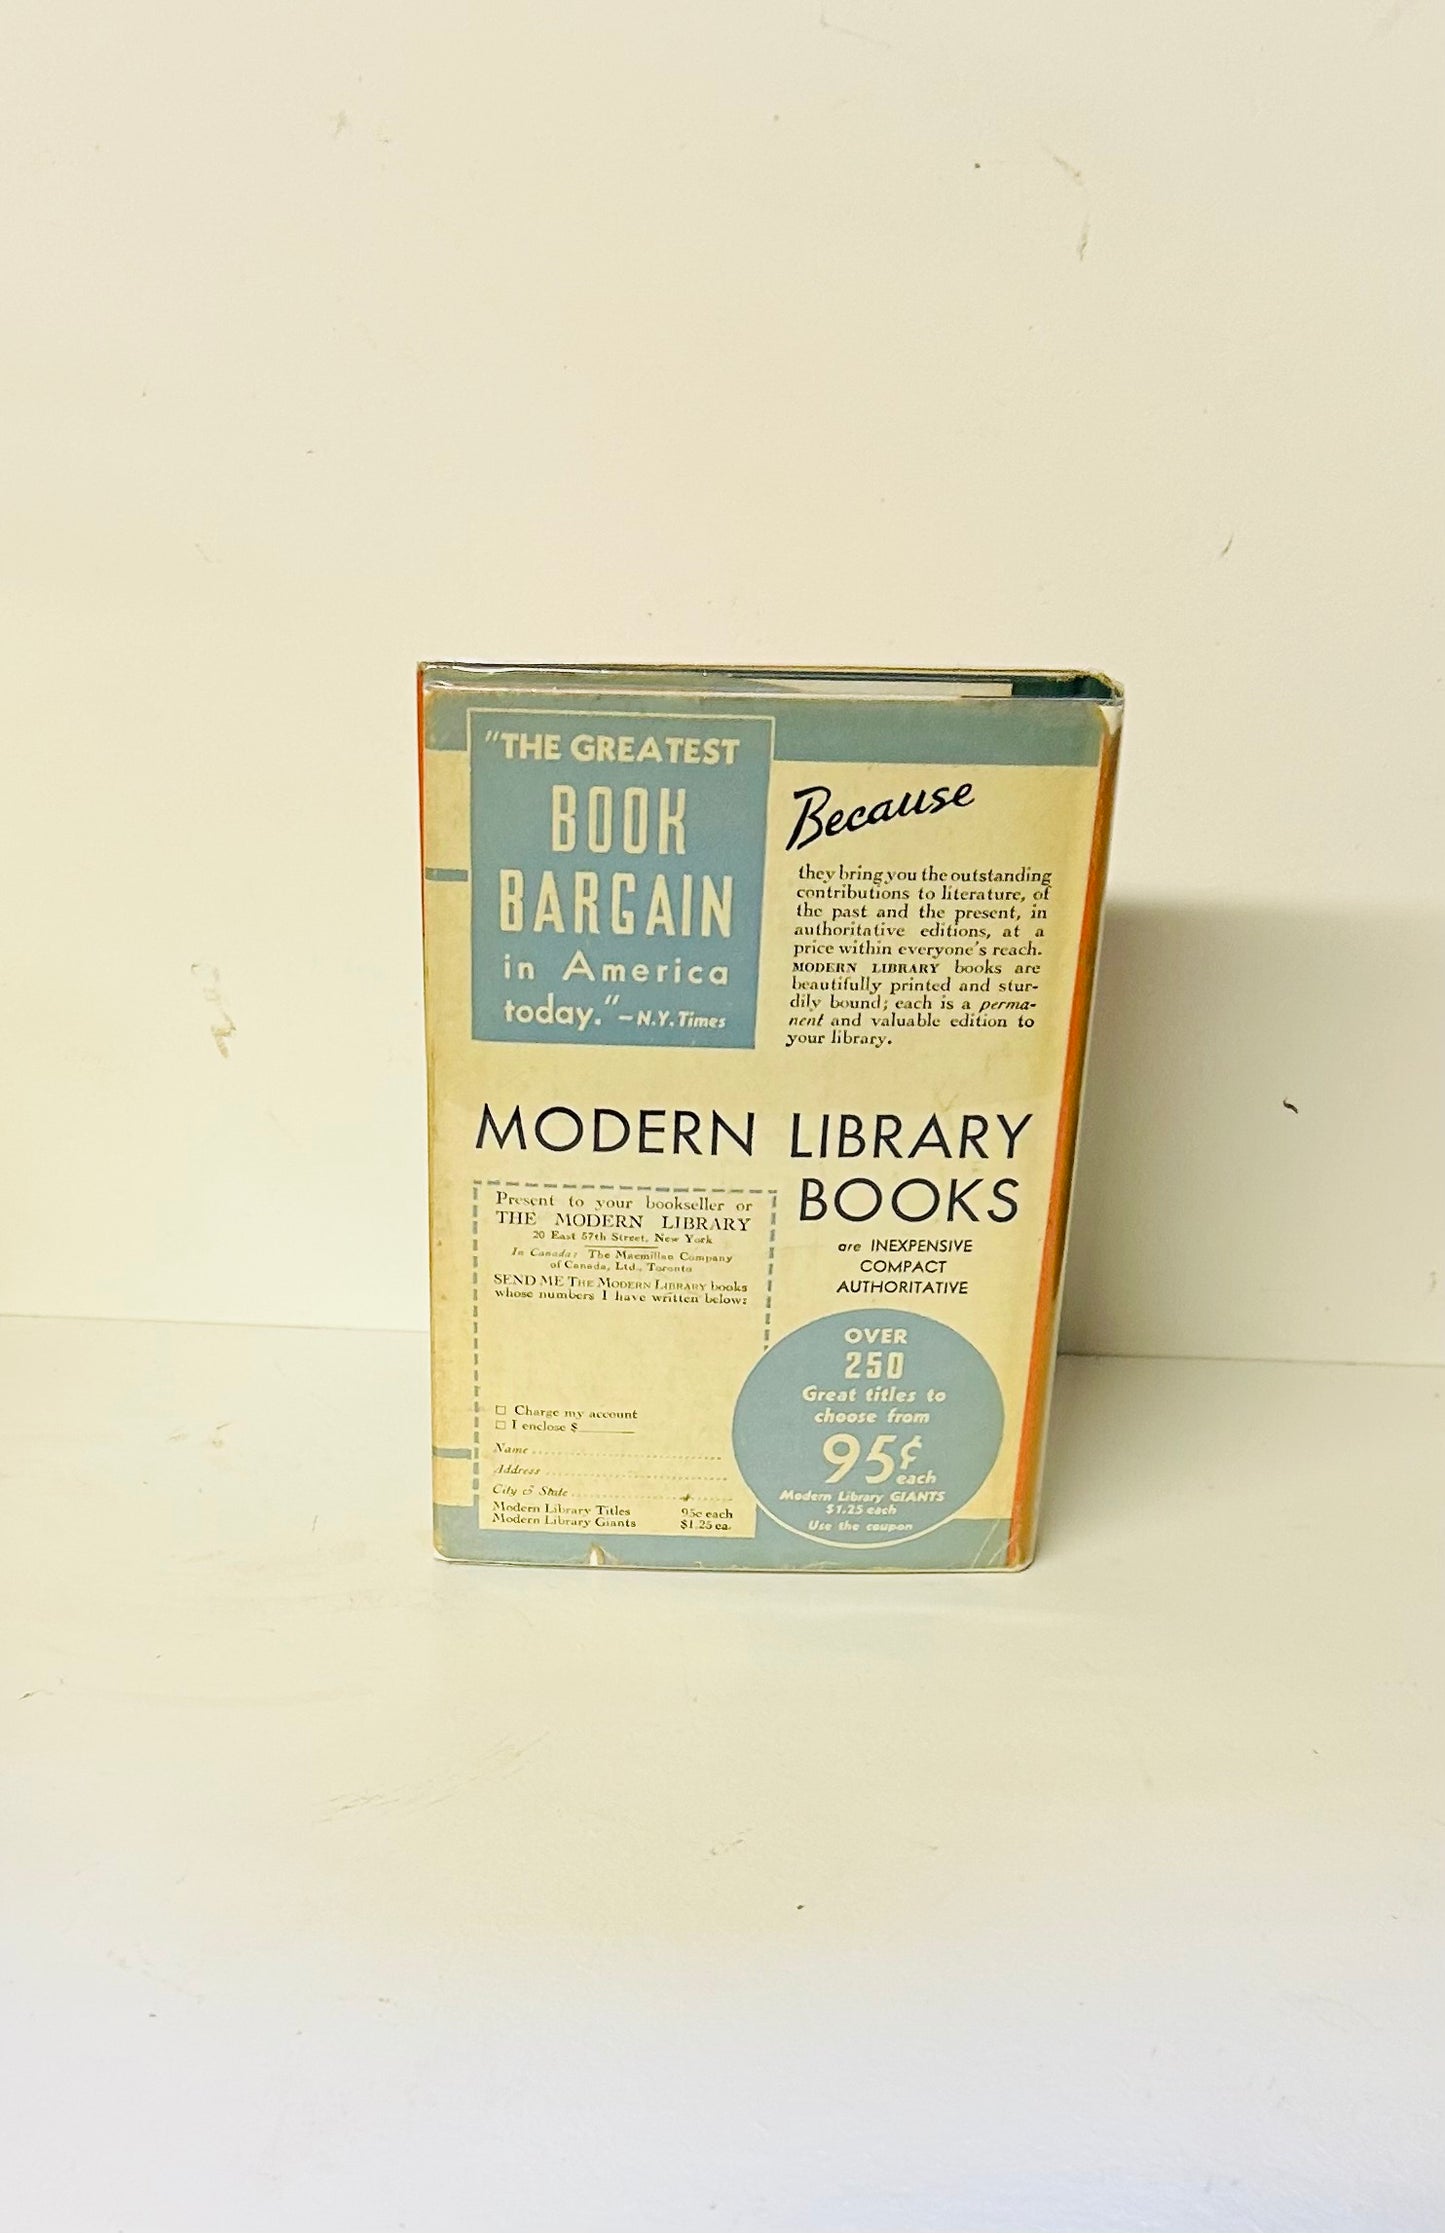 "THE GREATEST
BOOK
BARGAIN
in America
today."–N.Y. Times
Because
they bring you the outstanding
contributions to literature, of
the past and the present, in
authoritative editions, at a
price within everyone's reach.
MODERN LIBRARY books are
beautifully printed and stur-
dily bound; each is a perma-
nent and valuable edition to
your library.
MODERN LIBRARY
BOOKS
are INEXPENSIVE
COMPACT
AUTHORITATIVE
Present to your bookseller or
THE MODERN LIBRARY
20 East 57th Street, New York
In Canada: The Macmillan Company
of Canada, Ltd., Toronto
SEND ME THE MODERN LIBRARY books
whose numbers I have written below:
☐ Charge my account
☐ I enclose $______
Name
Address
City & State
Modern Library Titles 95c each
Modern Library Giants $1.25 ea.
OVER
250
Great titles to
choose from
95¢
each
Modern Library GIANTS
$1.25 each
Use the coupon